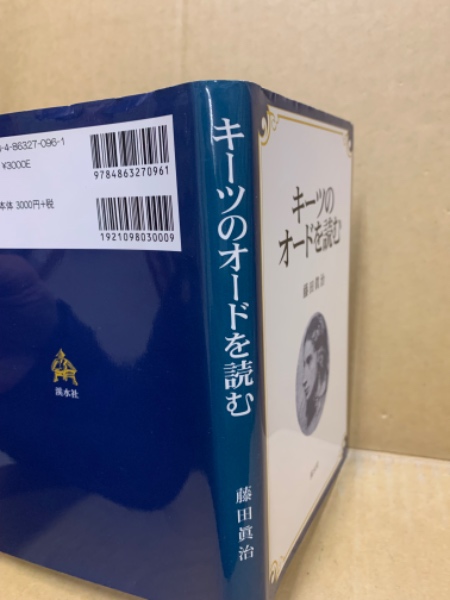 4-86327-096-1
¥3000E
本体 3000円+税
9784863270961
1921098030009
溪水社
キーツのオードを読む
藤田眞治
キーツの
オードを読む
藤田眞治